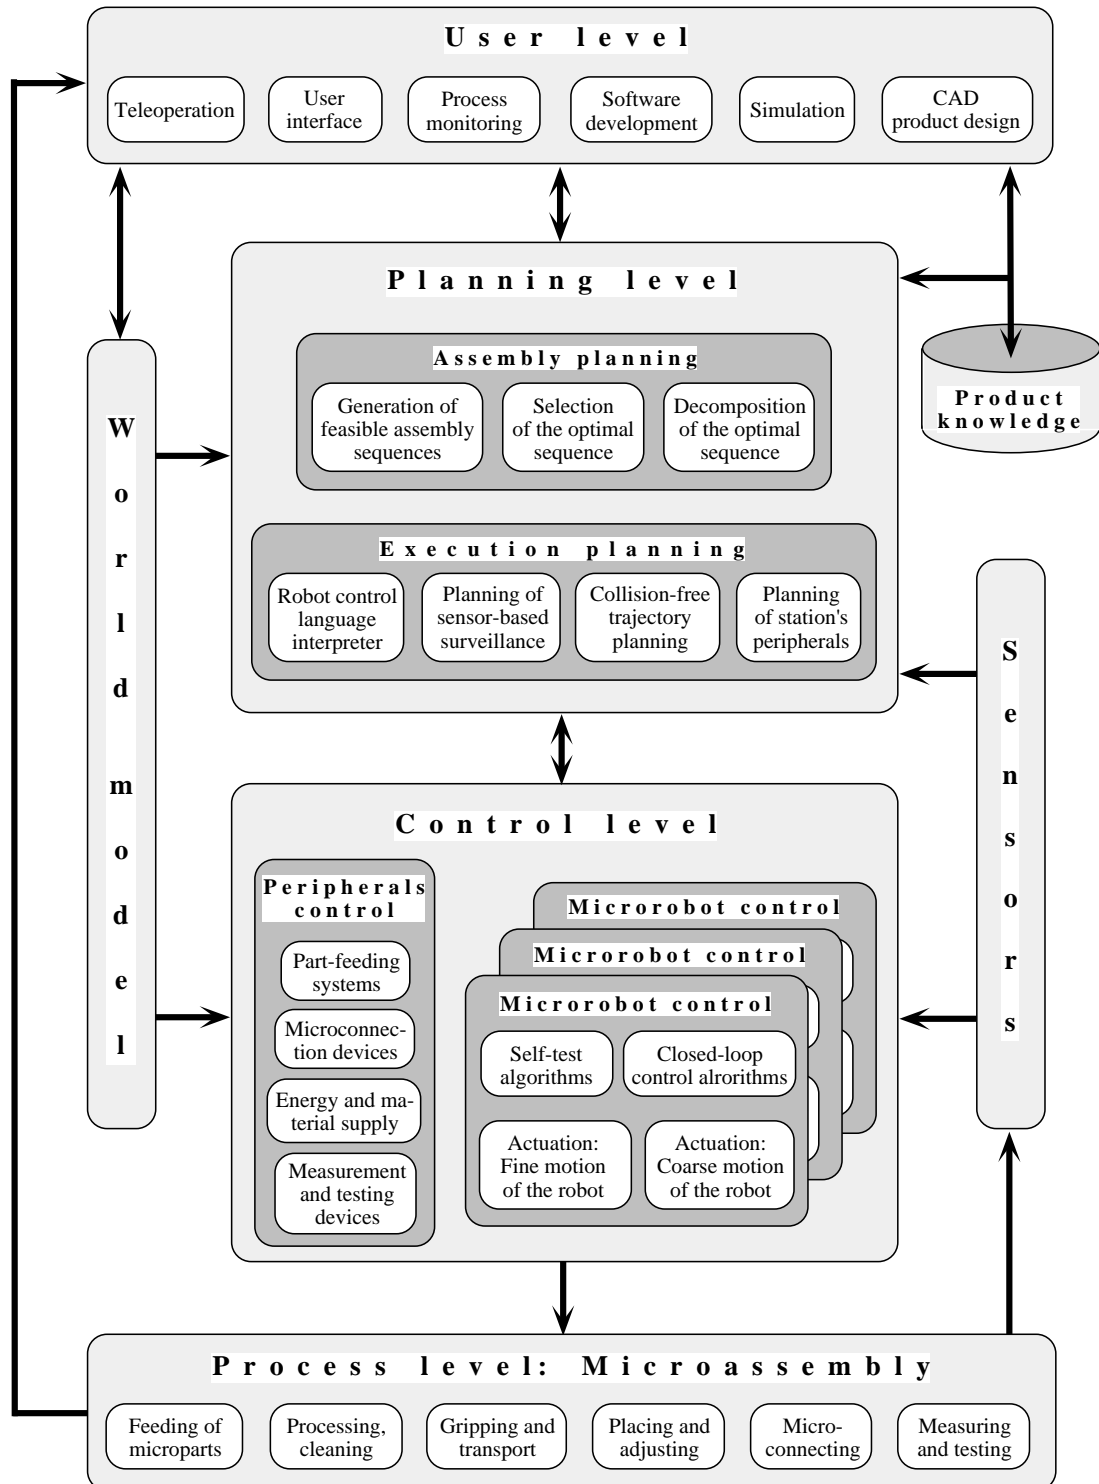 User level
Teleoperation
User
interface
Process
monitoring
Software
development
Simulation
CAD
product design
Planning level
Assembly planning
Generation of
feasible assembly
sequences
Selection
of the optimal
sequence
Decomposition
of the optimal
sequence
Product
knowledge
World model
Execution planning
Robot control
language
interpreter
Planning of
sensor-based
surveillance
Collision-free
trajectory
planning
Planning
of station's
peripherals
Sensors
Control level
Peripherals
control
Part-feeding
systems
Microconnec-
tion devices
Energy and ma-
terial supply
Measurement
and testing
devices
Microrobot control
Microrobot control
Microrobot control
Self-test
algorithms
Closed-loop
control alrorithms
Actuation:
Fine motion
of the robot
Actuation:
Coarse motion
of the robot
Process level: Microassembly
Feeding of
microparts
Processing,
cleaning
Gripping and
transport
Placing and
adjusting
Micro-
connecting
Measuring
and testing